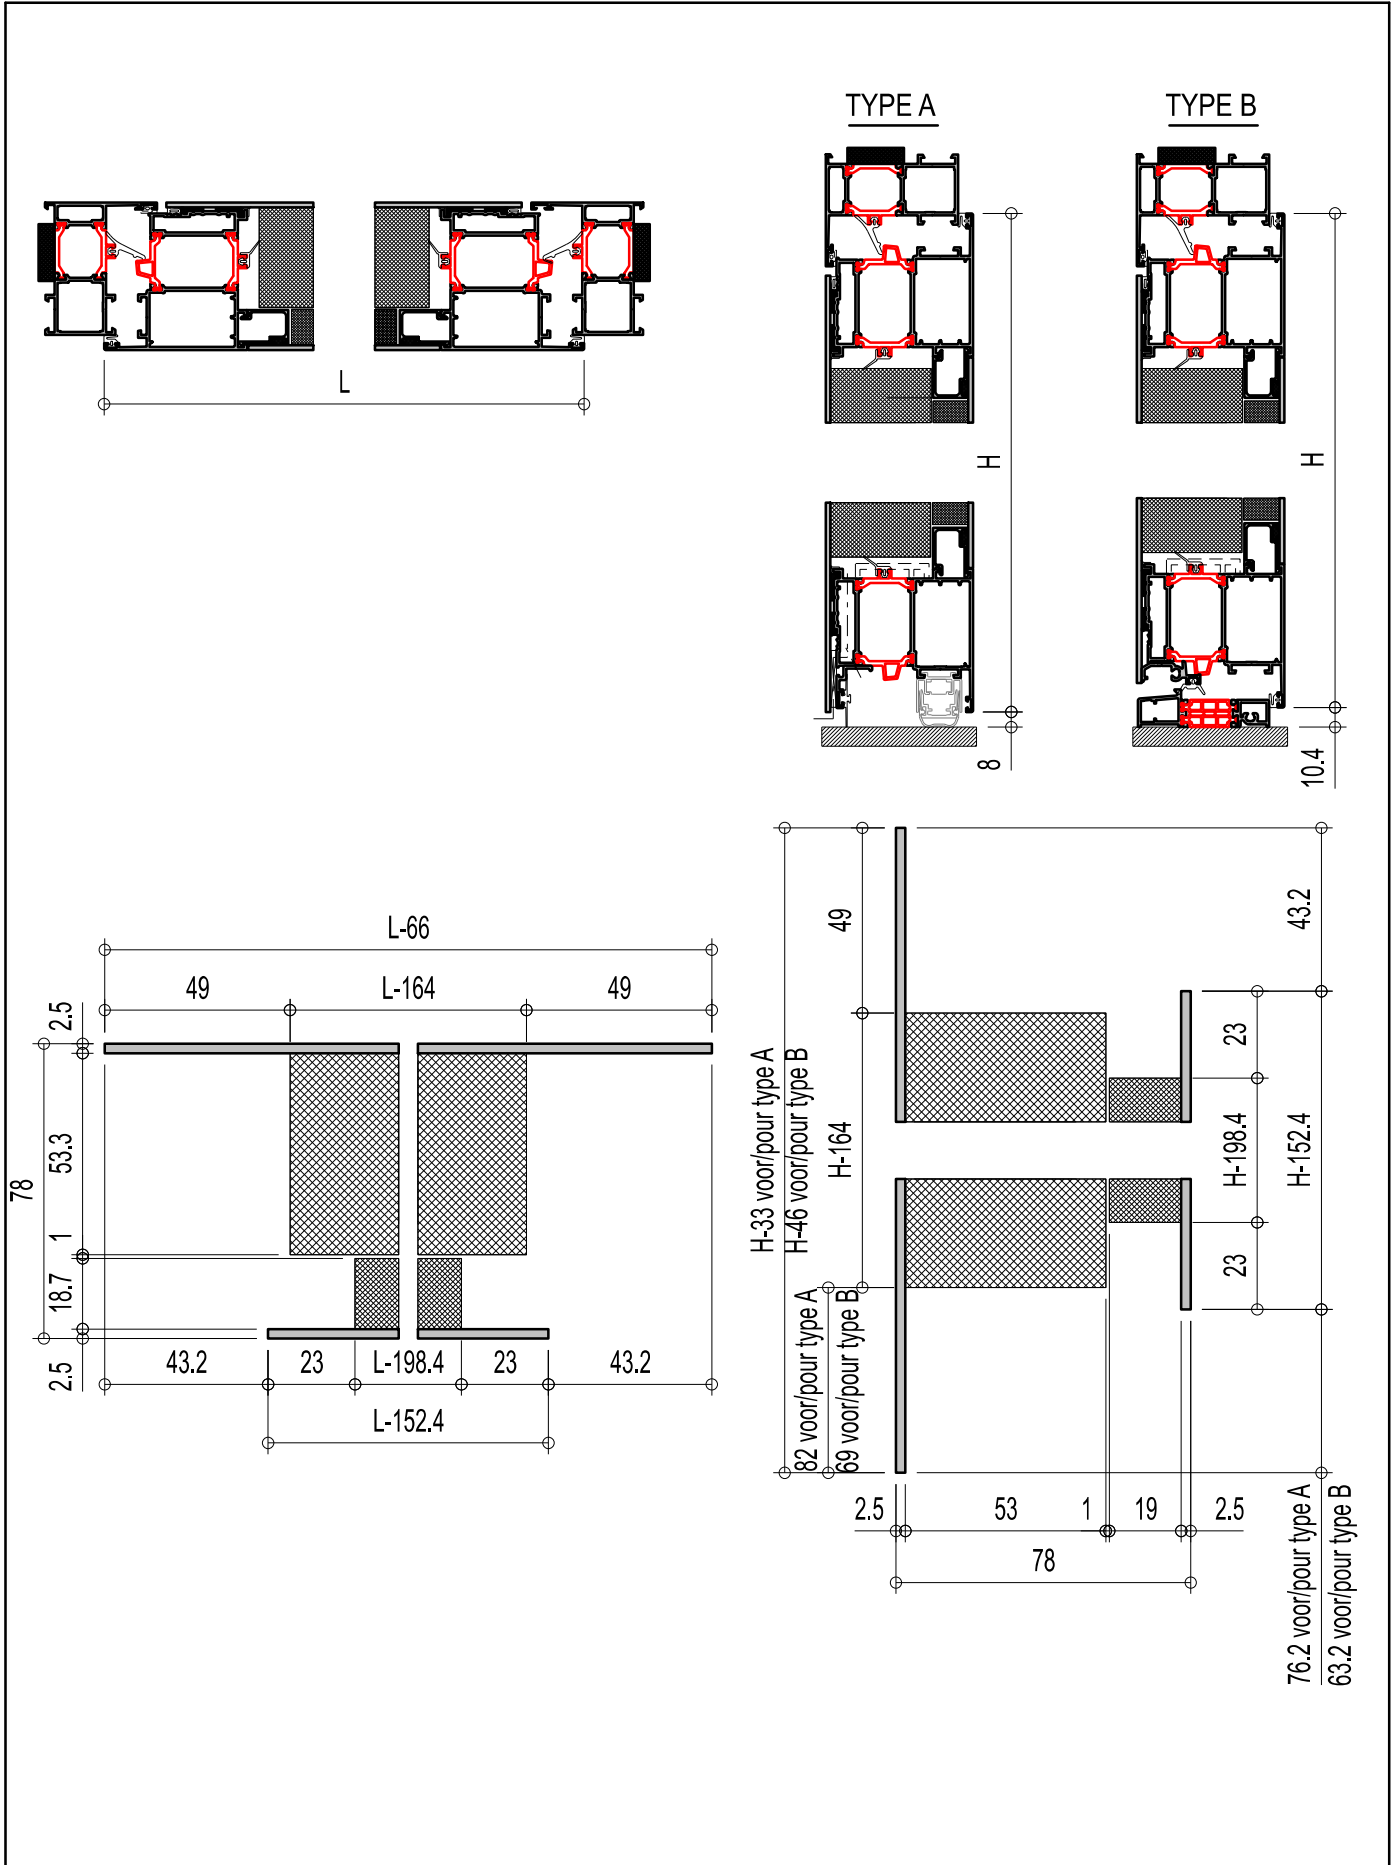 TYPE A
TYPE B
L
H
H
8
10.4
L-66
49
L-164
49
2.5
53.3
78
1
18.7
2.5
43.2
23
L-198.4
23
43.2
L-152.4
49
H-164
H-33 voor/pour type A
H-46 voor/pour type B
82 voor/pour type A
69 voor/pour type B
43.2
23
H-198.4
H-152.4
23
2.5
53
1
19
2.5
78
76.2 voor/pour type A
63.2 voor/pour type B